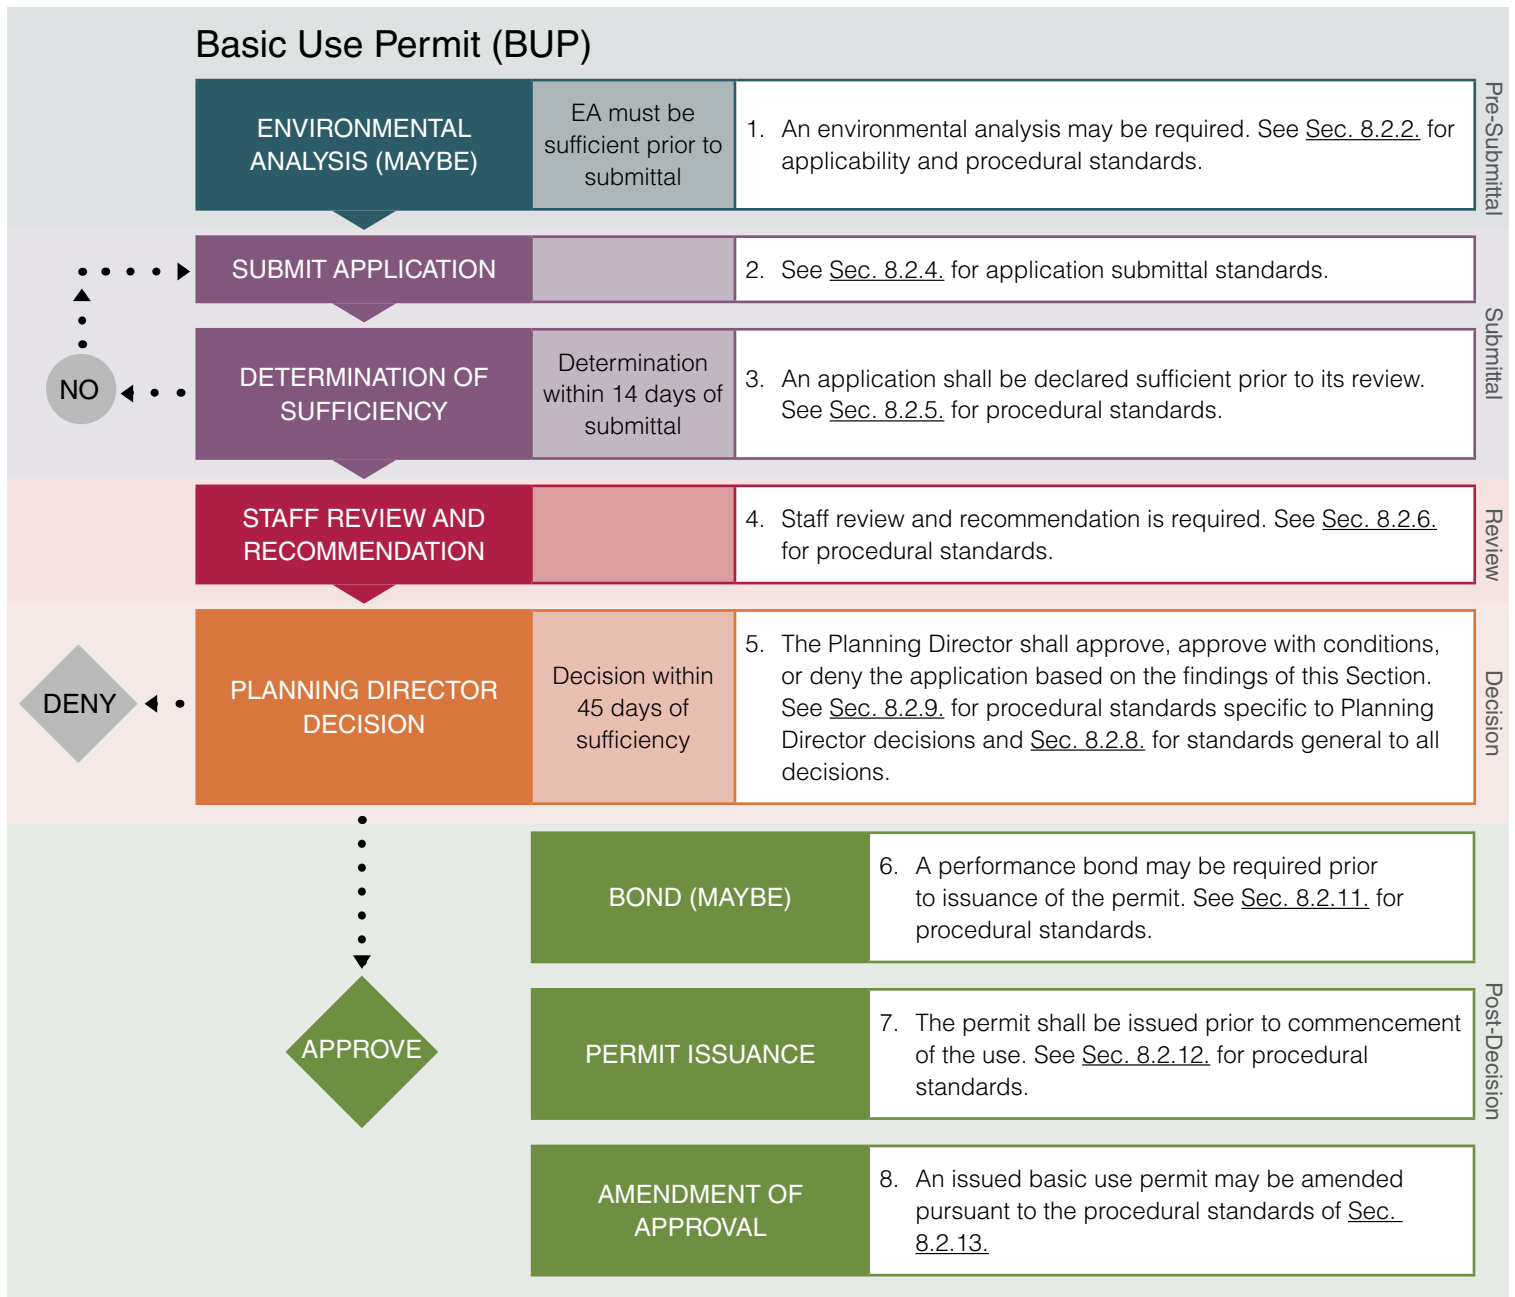 Basic Use Permit (BUP)
ENVIRONMENTAL
ANALYSIS (MAYBE)
EA must be
sufficient prior to
submittal
1. An environmental analysis may be required. See Sec. 8.2.2. for
applicability and procedural standards.
Pre-Submittal
SUBMIT APPLICATION
2. See Sec. 8.2.4. for application submittal standards.
NO
DETERMINATION OF
SUFFICIENCY
Determination
within 14 days of
submittal
3. An application shall be declared sufficient prior to its review.
See Sec. 8.2.5. for procedural standards.
Submittal
STAFF REVIEW AND
RECOMMENDATION
4. Staff review and recommendation is required. See Sec. 8.2.6.
for procedural standards.
Review
DENY
PLANNING DIRECTOR
DECISION
Decision within
45 days of
sufficiency
5. The Planning Director shall approve, approve with conditions,
or deny the application based on the findings of this Section.
See Sec. 8.2.9. for procedural standards specific to Planning
Director decisions and Sec. 8.2.8. for standards general to all
decisions.
Decision
BOND (MAYBE)
6. A performance bond may be required prior
to issuance of the permit. See Sec. 8.2.11. for
procedural standards.
APPROVE
PERMIT ISSUANCE
7. The permit shall be issued prior to commencement
of the use. See Sec. 8.2.12. for procedural
standards.
Post-Decision
AMENDMENT OF
APPROVAL
8. An issued basic use permit may be amended
pursuant to the procedural standards of Sec.
8.2.13.